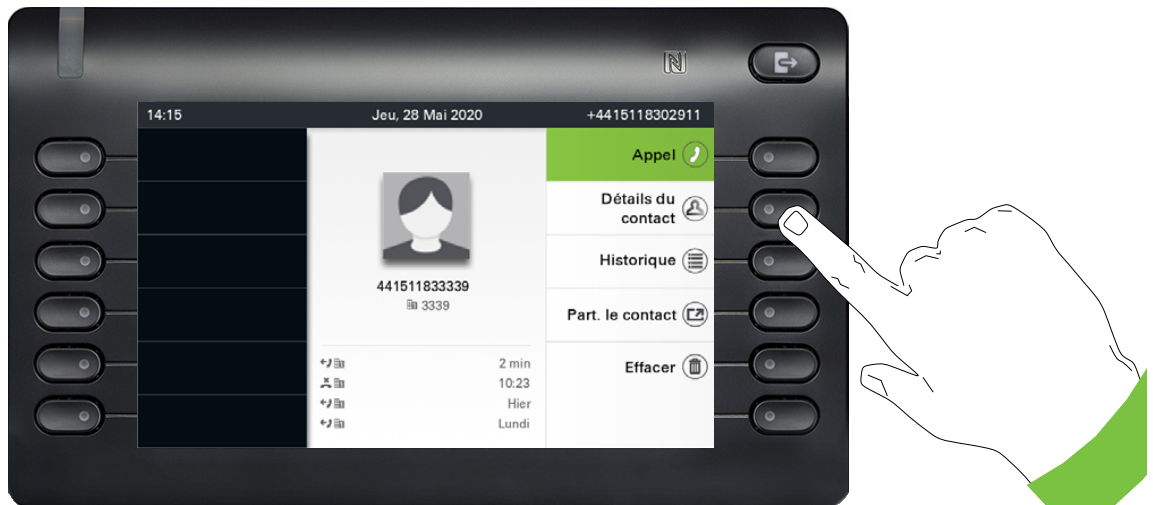 14:15
Jeu, 28 Mai 2020
+4415118302911
Appel
Détails du
contact
Historique
Part. le contact
Effacer
441511833339
3339
2 min
10:23
Hier
Lundi